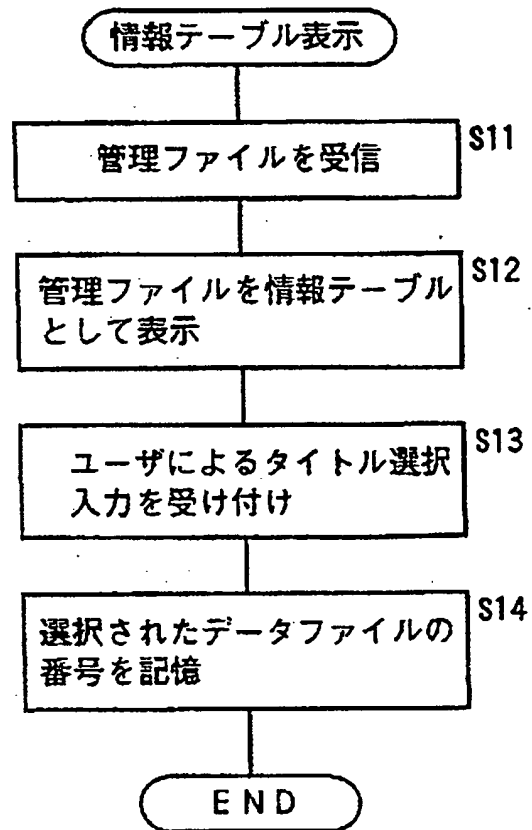 情報テーブル表示
S11
管理ファイルを受信
S12
管理ファイルを情報テーブル
として表示
S13
ユーザによるタイトル選択
入力を受け付け
S14
選択されたデータファイルの
番号を記憶
END